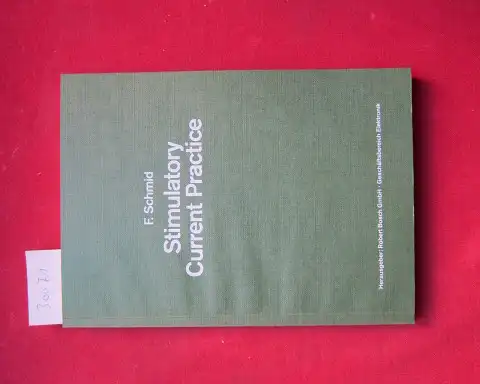 F. Schmid
Stimulatory
Current Practice
Herausgeber: Robert Bosch GmbH · Geschäftsbereich Elektronik